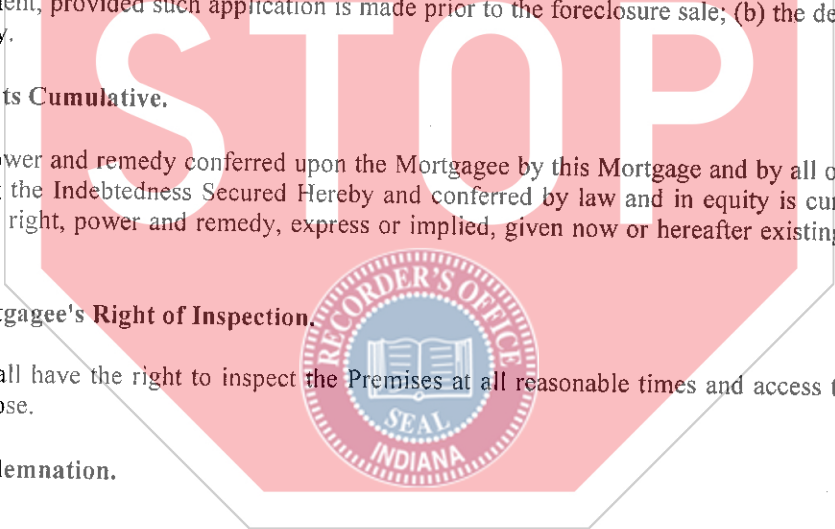 ent, provided such application is made prior to the foreclosure sale; (b) the de
y.
ts Cumulative.
ower and remedy conferred upon the Mortgagee by this Mortgage and by all o
the Indebtedness Secured Hereby and conferred by law and in equity is cu
right, power and remedy, express or implied, given now or hereafter existing
tgagee's Right of Inspection.
all have the right to inspect the Premises at all reasonable times and access t
ose.
demnation.
STOP
RECORDER'S OFFICE
SEAL
INDIANA